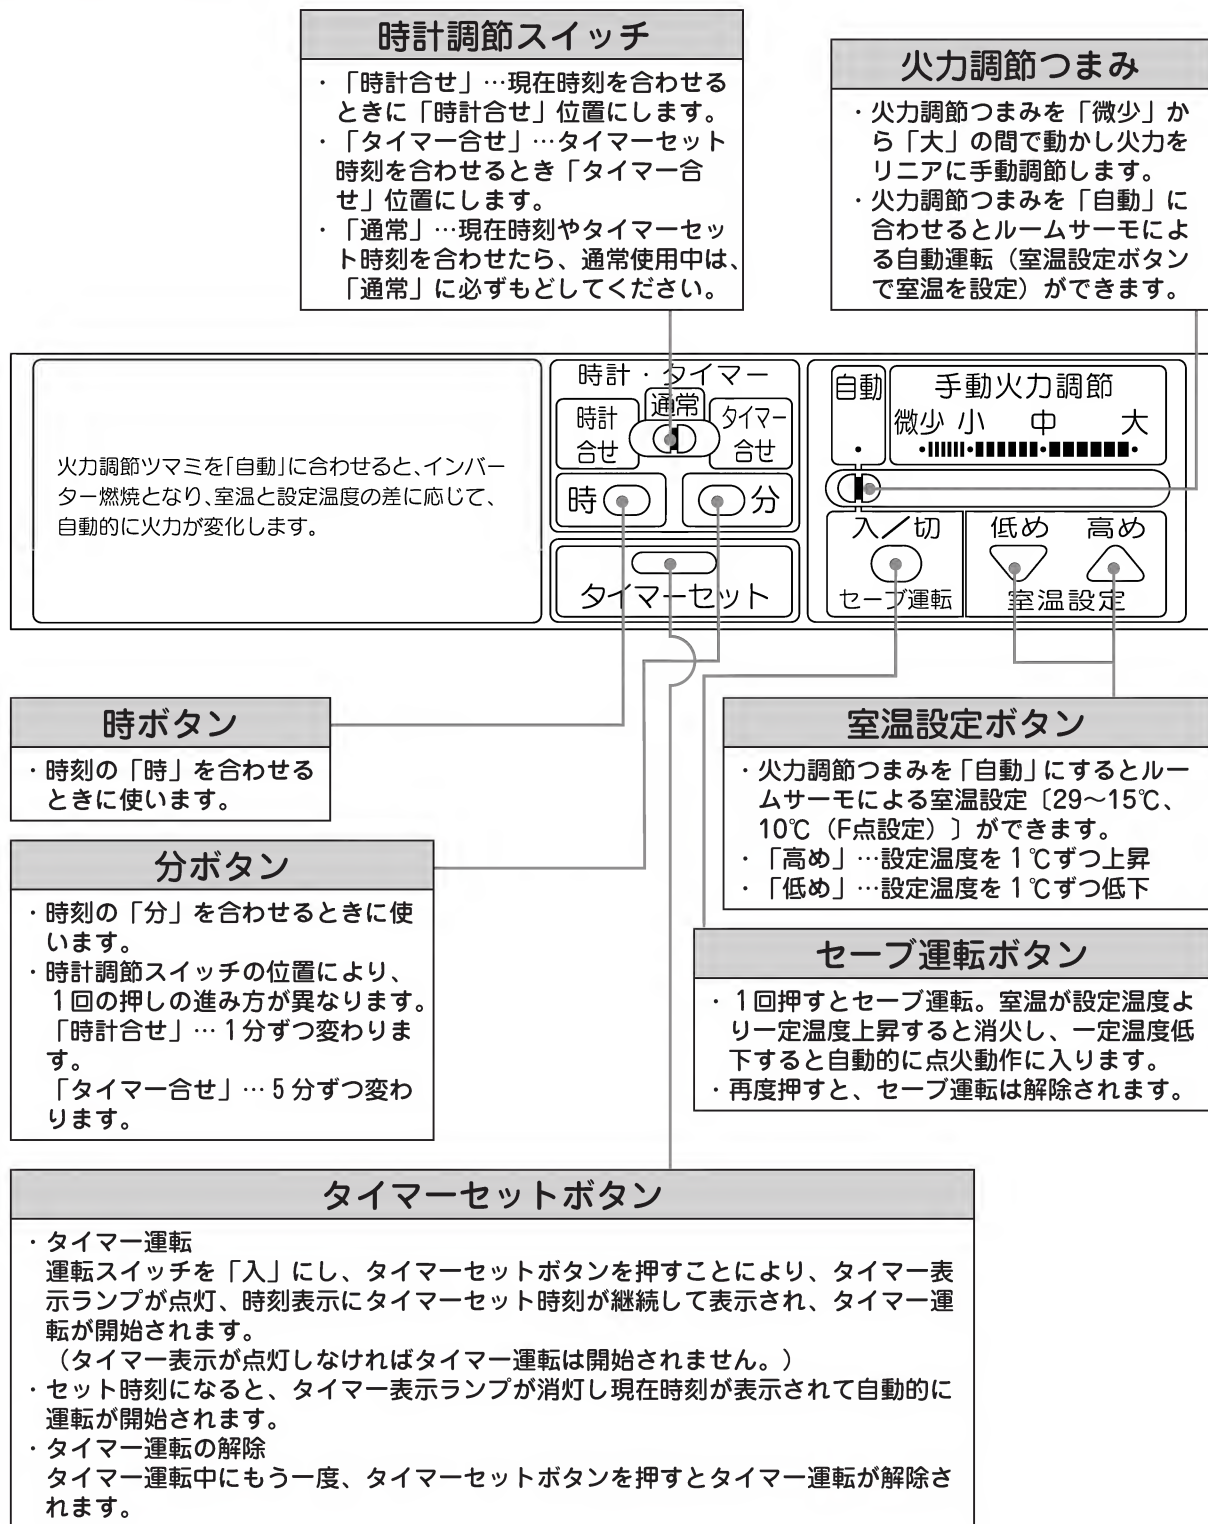 時計調節スイッチ
・「時計合せ」…現在時刻を合わせる
ときに「時計合せ」位置にします。
・「タイマー合せ」…タイマーセット
時刻を合わせるとき「タイマー合
せ」位置にします。
・「通常」…現在時刻やタイマーセッ
ト時刻を合わせたら、通常使用中は、
「通常」に必ずもどしてください。
火力調節つまみ
・火力調節つまみを「微少」か
ら「大」の間で動かし火力を
リニアに手動調節します。
・火力調節つまみを「自動」に
合わせるとルームサーモによ
る自動運転（室温設定ボタン
で室温を設定）ができます。
火力調節ツマミを「自動」に合わせると、インバー
ター燃焼となり、室温と設定温度の差に応じて、
自動的に火力が変化します。
時計・タイマー
通常
時計
合せ
タイマー
合せ
時
分
タイマーセット
自動
手動火力調節
微少 小 中 大
入／切
セーブ運転
低め 高め
室温設定
時ボタン
・時刻の「時」を合わせる
ときに使います。
分ボタン
・時刻の「分」を合わせるときに使
います。
・時計調節スイッチの位置により、
1回の押しの進み方が異なります。
「時計合せ」…1分ずつ変わりま
す。
「タイマー合せ」…5分ずつ変わ
ります。
室温設定ボタン
・火力調節つまみを「自動」にするとルー
ムサーモによる室温設定〔29〜15℃、
10℃（F点設定）〕ができます。
・「高め」…設定温度を1℃ずつ上昇
・「低め」…設定温度を1℃ずつ低下
セーブ運転ボタン
・1回押すとセーブ運転。室温が設定温度よ
り一定温度上昇すると消火し、一定温度低
下すると自動的に点火動作に入ります。
・再度押すと、セーブ運転は解除されます。
タイマーセットボタン
・タイマー運転
運転スイッチを「入」にし、タイマーセットボタンを押すことにより、タイマー表
示ランプが点灯、時刻表示にタイマーセット時刻が継続して表示され、タイマー運
転が開始されます。
（タイマー表示が点灯しなければタイマー運転は開始されません。）
・セット時刻になると、タイマー表示ランプが消灯し現在時刻が表示されて自動的に
運転が開始されます。
・タイマー運転の解除
タイマー運転中にもう一度、タイマーセットボタンを押すとタイマー運転が解除さ
れます。